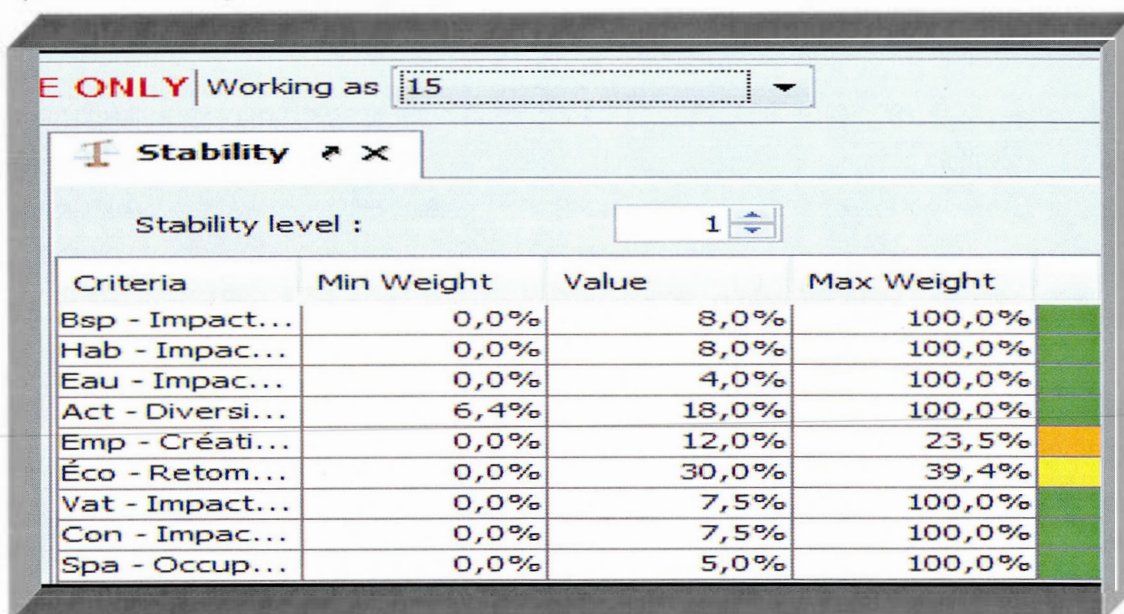 E ONLY Working as 15
Stability
Stability level : 1
Criteria Min Weight Value Max Weight
Bsp - Impact... 0,0% 8,0% 100,0%
Hab - Impac... 0,0% 8,0% 100,0%
Eau - Impac... 0,0% 4,0% 100,0%
Act - Diversi... 6,4% 18,0% 100,0%
Emp - Créati... 0,0% 12,0% 23,5%
Éco - Retom... 0,0% 30,0% 39,4%
Vat - Impact... 0,0% 7,5% 100,0%
Con - Impac... 0,0% 7,5% 100,0%
Spa - Occup... 0,0% 5,0% 100,0%